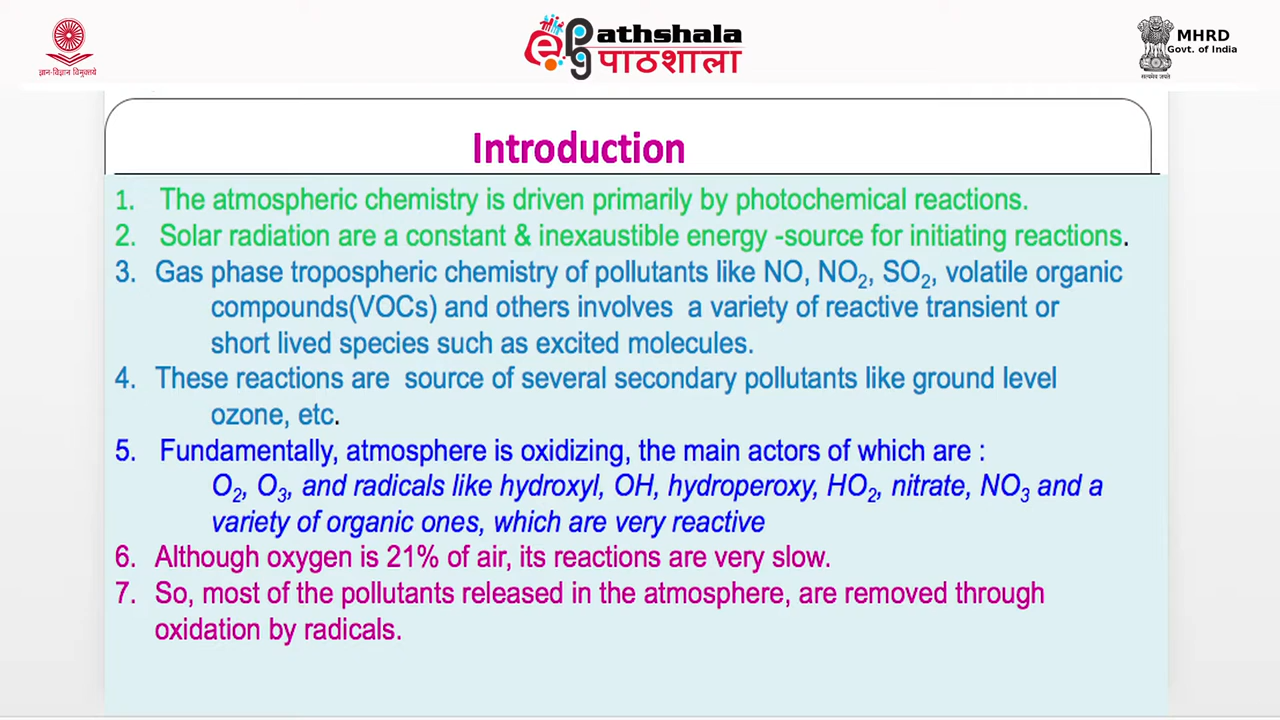 ज्ञान-विज्ञान विमुक्तये
e
pg
athshala
पाठशाला
सत्यमेव जयते
MHRD
Govt. of India
Introduction
1. The atmospheric chemistry is driven primarily by photochemical reactions.
2. Solar radiation are a constant & inexaustible energy -source for initiating reactions.
3. Gas phase tropospheric chemistry of pollutants like NO, NO₂, SO₂, volatile organic
compounds(VOCs) and others involves a variety of reactive transient or
short lived species such as excited molecules.
4. These reactions are source of several secondary pollutants like ground level
ozone, etc.
5. Fundamentally, atmosphere is oxidizing, the main actors of which are :
O₂, O₃, and radicals like hydroxyl, OH, hydroperoxy, HO₂, nitrate, NO₃ and a
variety of organic ones, which are very reactive
6. Although oxygen is 21% of air, its reactions are very slow.
7. So, most of the pollutants released in the atmosphere, are removed through
oxidation by radicals.